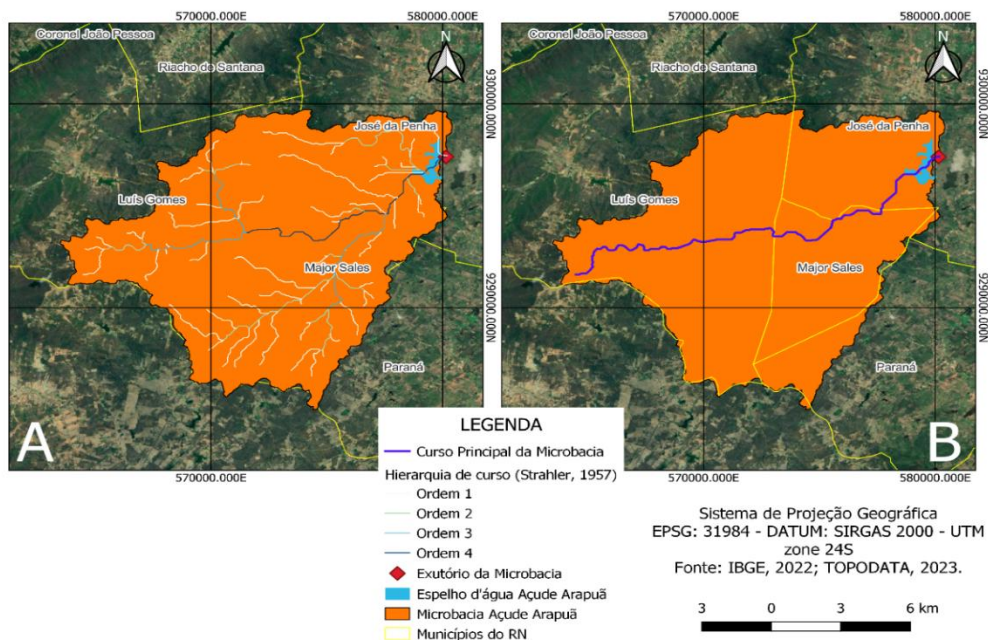 570000.000E
580000.000E
570000.000E
580000.000E
Coronel João Pessoa
Riacho de Santana
N
José da Penha
Luís Gomes
Major Sales
Paraná
A
9300000.000N
9290000.000N
Coronel João Pessoa
Riacho de Santana
N
José da Penha
Luís Gomes
Major Sales
Paraná
B
9300000.000N
9290000.000N
570000.000E
570000.000E
580000.000E
LEGENDA
Curso Principal da Microbacia
Hierarquia de curso (Strahler, 1957)
Ordem 1
Ordem 2
Ordem 3
Ordem 4
Exutório da Microbacia
Espelho d'água Açude Arapuã
Microbacia Açude Arapuã
Municípios do RN
Sistema de Projeção Geográfica
EPSG: 31984 - DATUM: SIRGAS 2000 - UTM
zone 24S
Fonte: IBGE, 2022; TOPODATA, 2023.
3 0 3 6 km